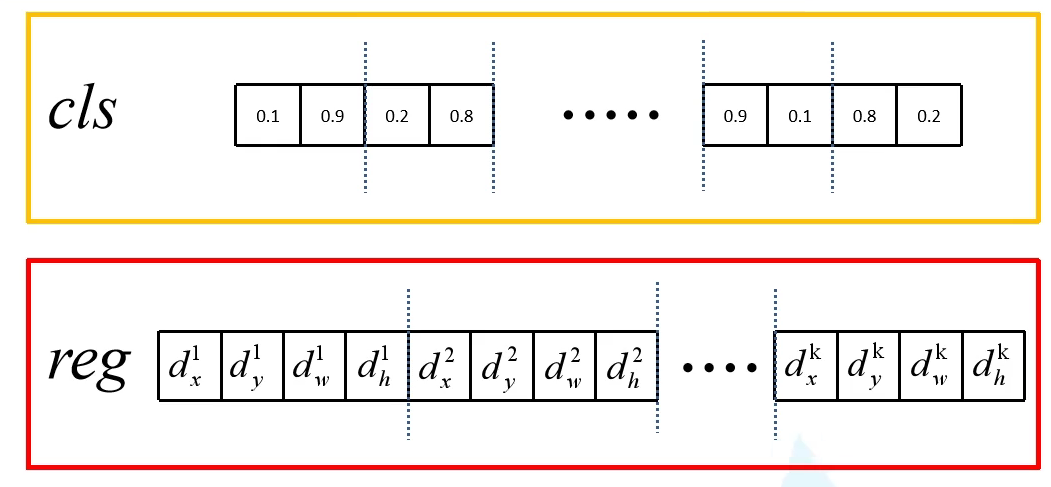 cls 0.1 0.9 0.2 0.8 ····· 0.9 0.1 0.8 0.2
reg d_x^1 d_y^1 d_w^1 d_h^1 d_x^2 d_y^2 d_w^2 d_h^2 ···· d_x^k d_y^k d_w^k d_h^k